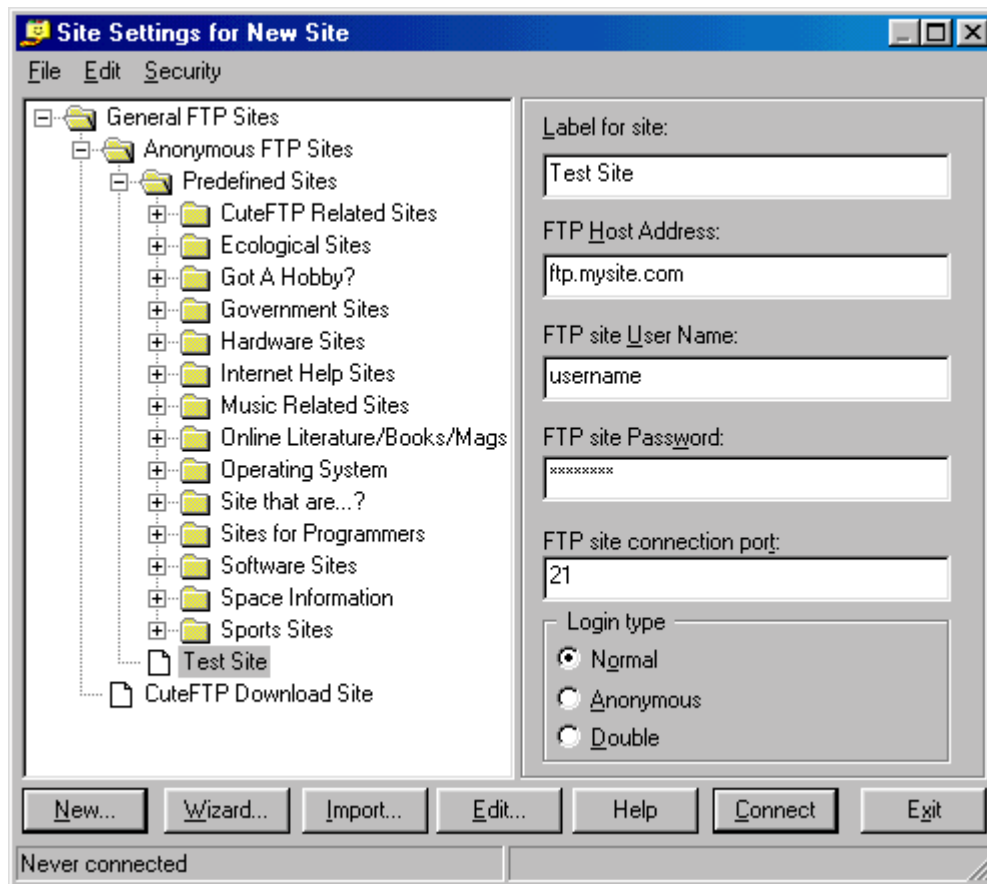 Site Settings for New Site
File Edit Security
General FTP Sites
Anonymous FTP Sites
Predefined Sites
CuteFTP Related Sites
Ecological Sites
Got A Hobby?
Government Sites
Hardware Sites
Internet Help Sites
Music Related Sites
Online Literature/Books/Mags
Operating System
Site that are...?
Sites for Programmers
Software Sites
Space Information
Sports Sites
Test Site
CuteFTP Download Site
Label for site:
Test Site
FTP Host Address:
ftp.mysite.com
FTP site User Name:
username
FTP site Password:
xxxxxxxx
FTP site connection port:
21
Login type
Normal
Anonymous
Double
New... Wizard... Import... Edit... Help Connect Exit
Never connected